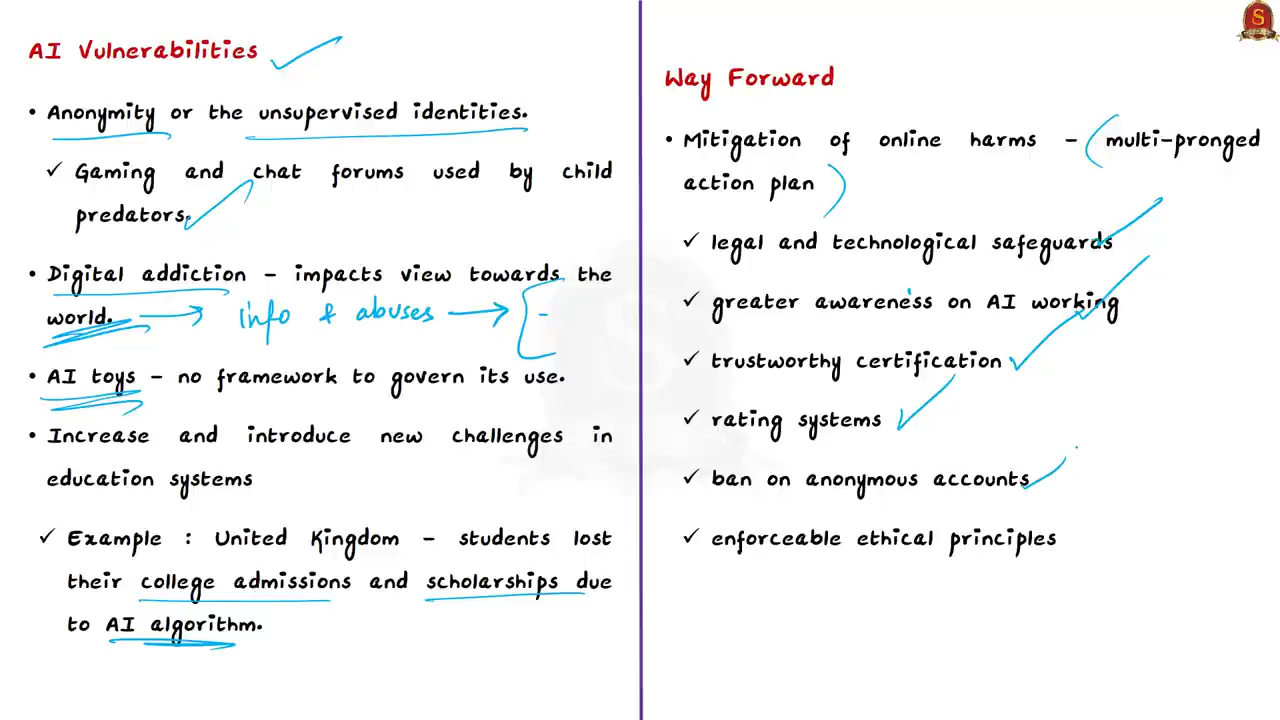 AI Vulnerabilities
• Anonymity or the unsupervised identities.
✓ Gaming and chat forums used by child
predators.
• Digital addiction – impacts view towards the
world. → info & abuses → [ -
• AI toys – no framework to govern its use.
• Increase and introduce new challenges in
education systems
✓ Example : United Kingdom – students lost
their college admissions and scholarships due
to AI algorithm.
S
Way Forward
• Mitigation of online harms – (multi-pronged
action plan)
✓ legal and technological safeguards
✓ greater awareness on AI working
✓ trustworthy certification
✓ rating systems
✓ ban on anonymous accounts
✓ enforceable ethical principles